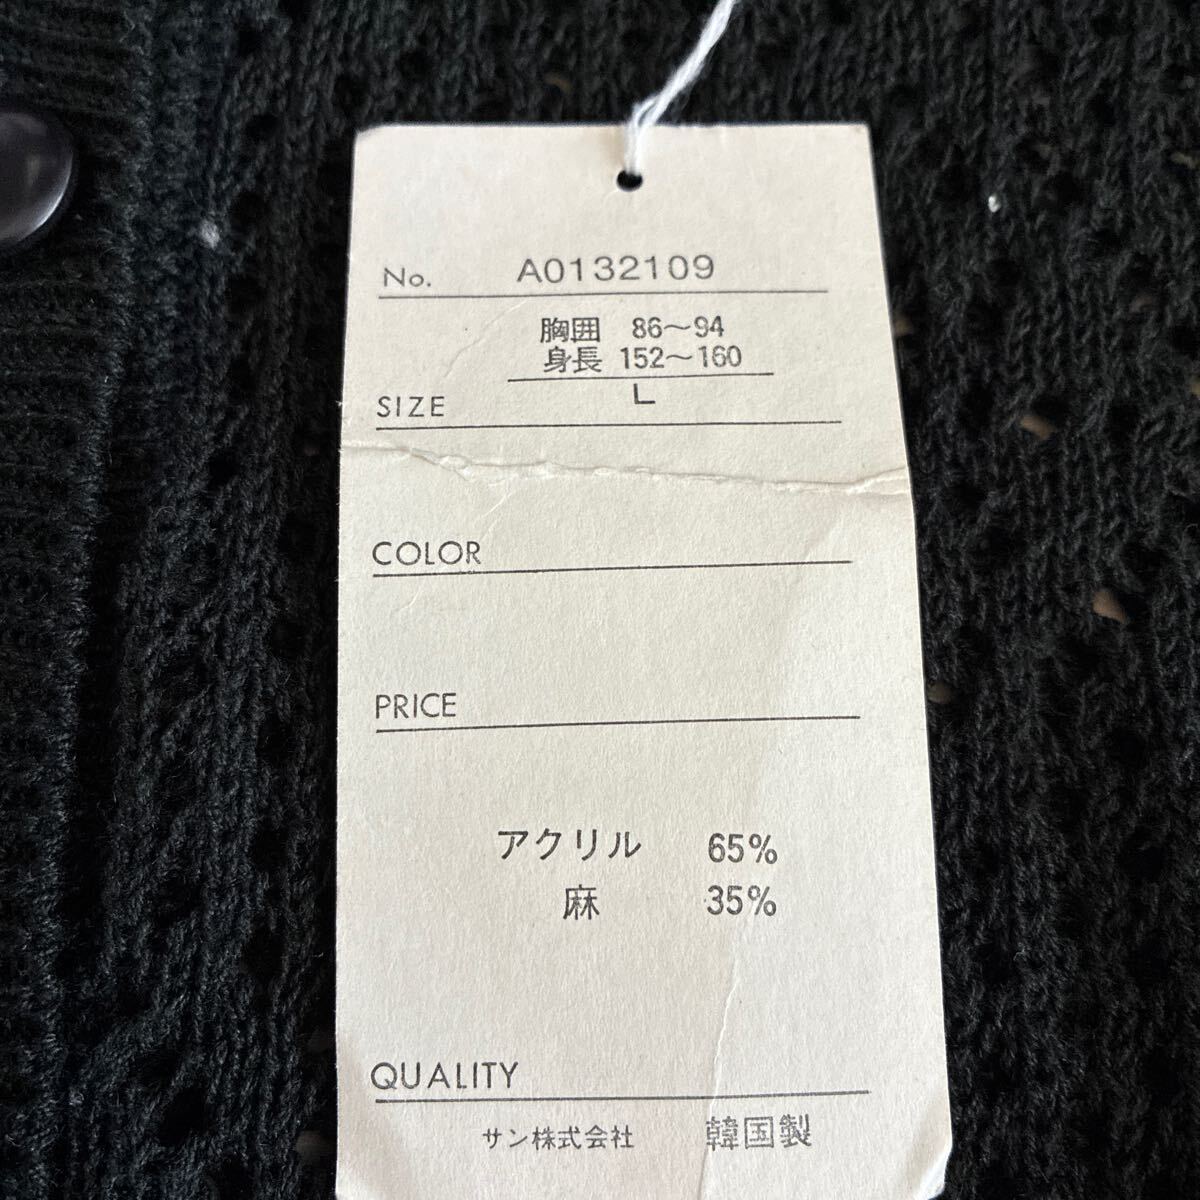 No. A0132109
胸囲 86～94
身長 152～160
SIZE L
COLOR
PRICE
アクリル 65%
麻 35%
QUALITY
サン株式会社 韓国製